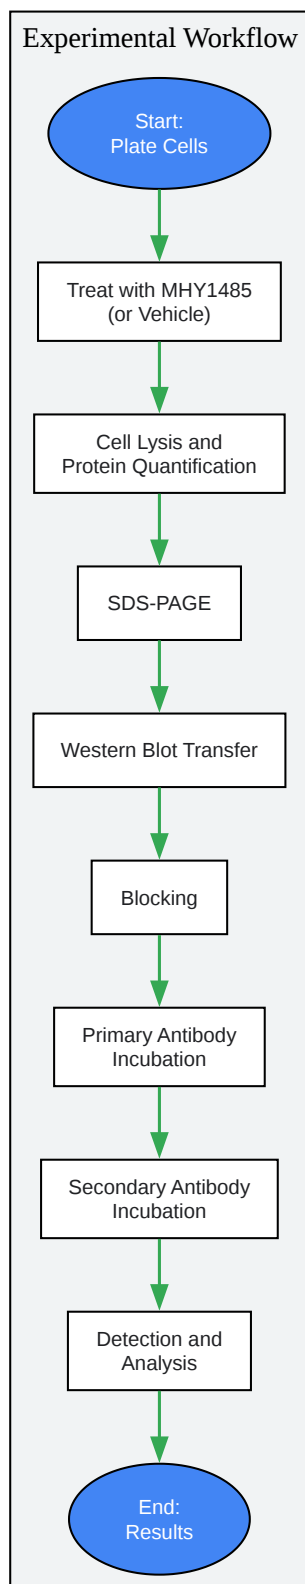 Experimental Workflow
Start:
Plate Cells
Treat with MHY1485
(or Vehicle)
Cell Lysis and
Protein Quantification
SDS-PAGE
Western Blot Transfer
Blocking
Primary Antibody
Incubation
Secondary Antibody
Incubation
Detection and
Analysis
End:
Results